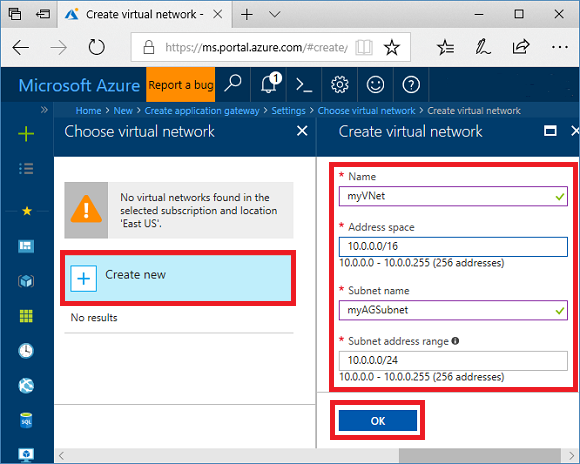 Create virtual network -
https://ms.portal.azure.com/#create/
Microsoft Azure
Report a bug
1
Home > New > Create application gateway > Settings > Choose virtual network > Create virtual network
Choose virtual network
No virtual networks found in the
selected subscription and location
'East US'.
Create new
No results
Create virtual network
* Name
myVNet
* Address space
10.0.0.0/16
10.0.0.0 - 10.0.0.255 (256 addresses)
* Subnet name
myAGSubnet
* Subnet address range
10.0.0.0/24
10.0.0.0 - 10.0.0.255 (256 addresses)
OK
SQL